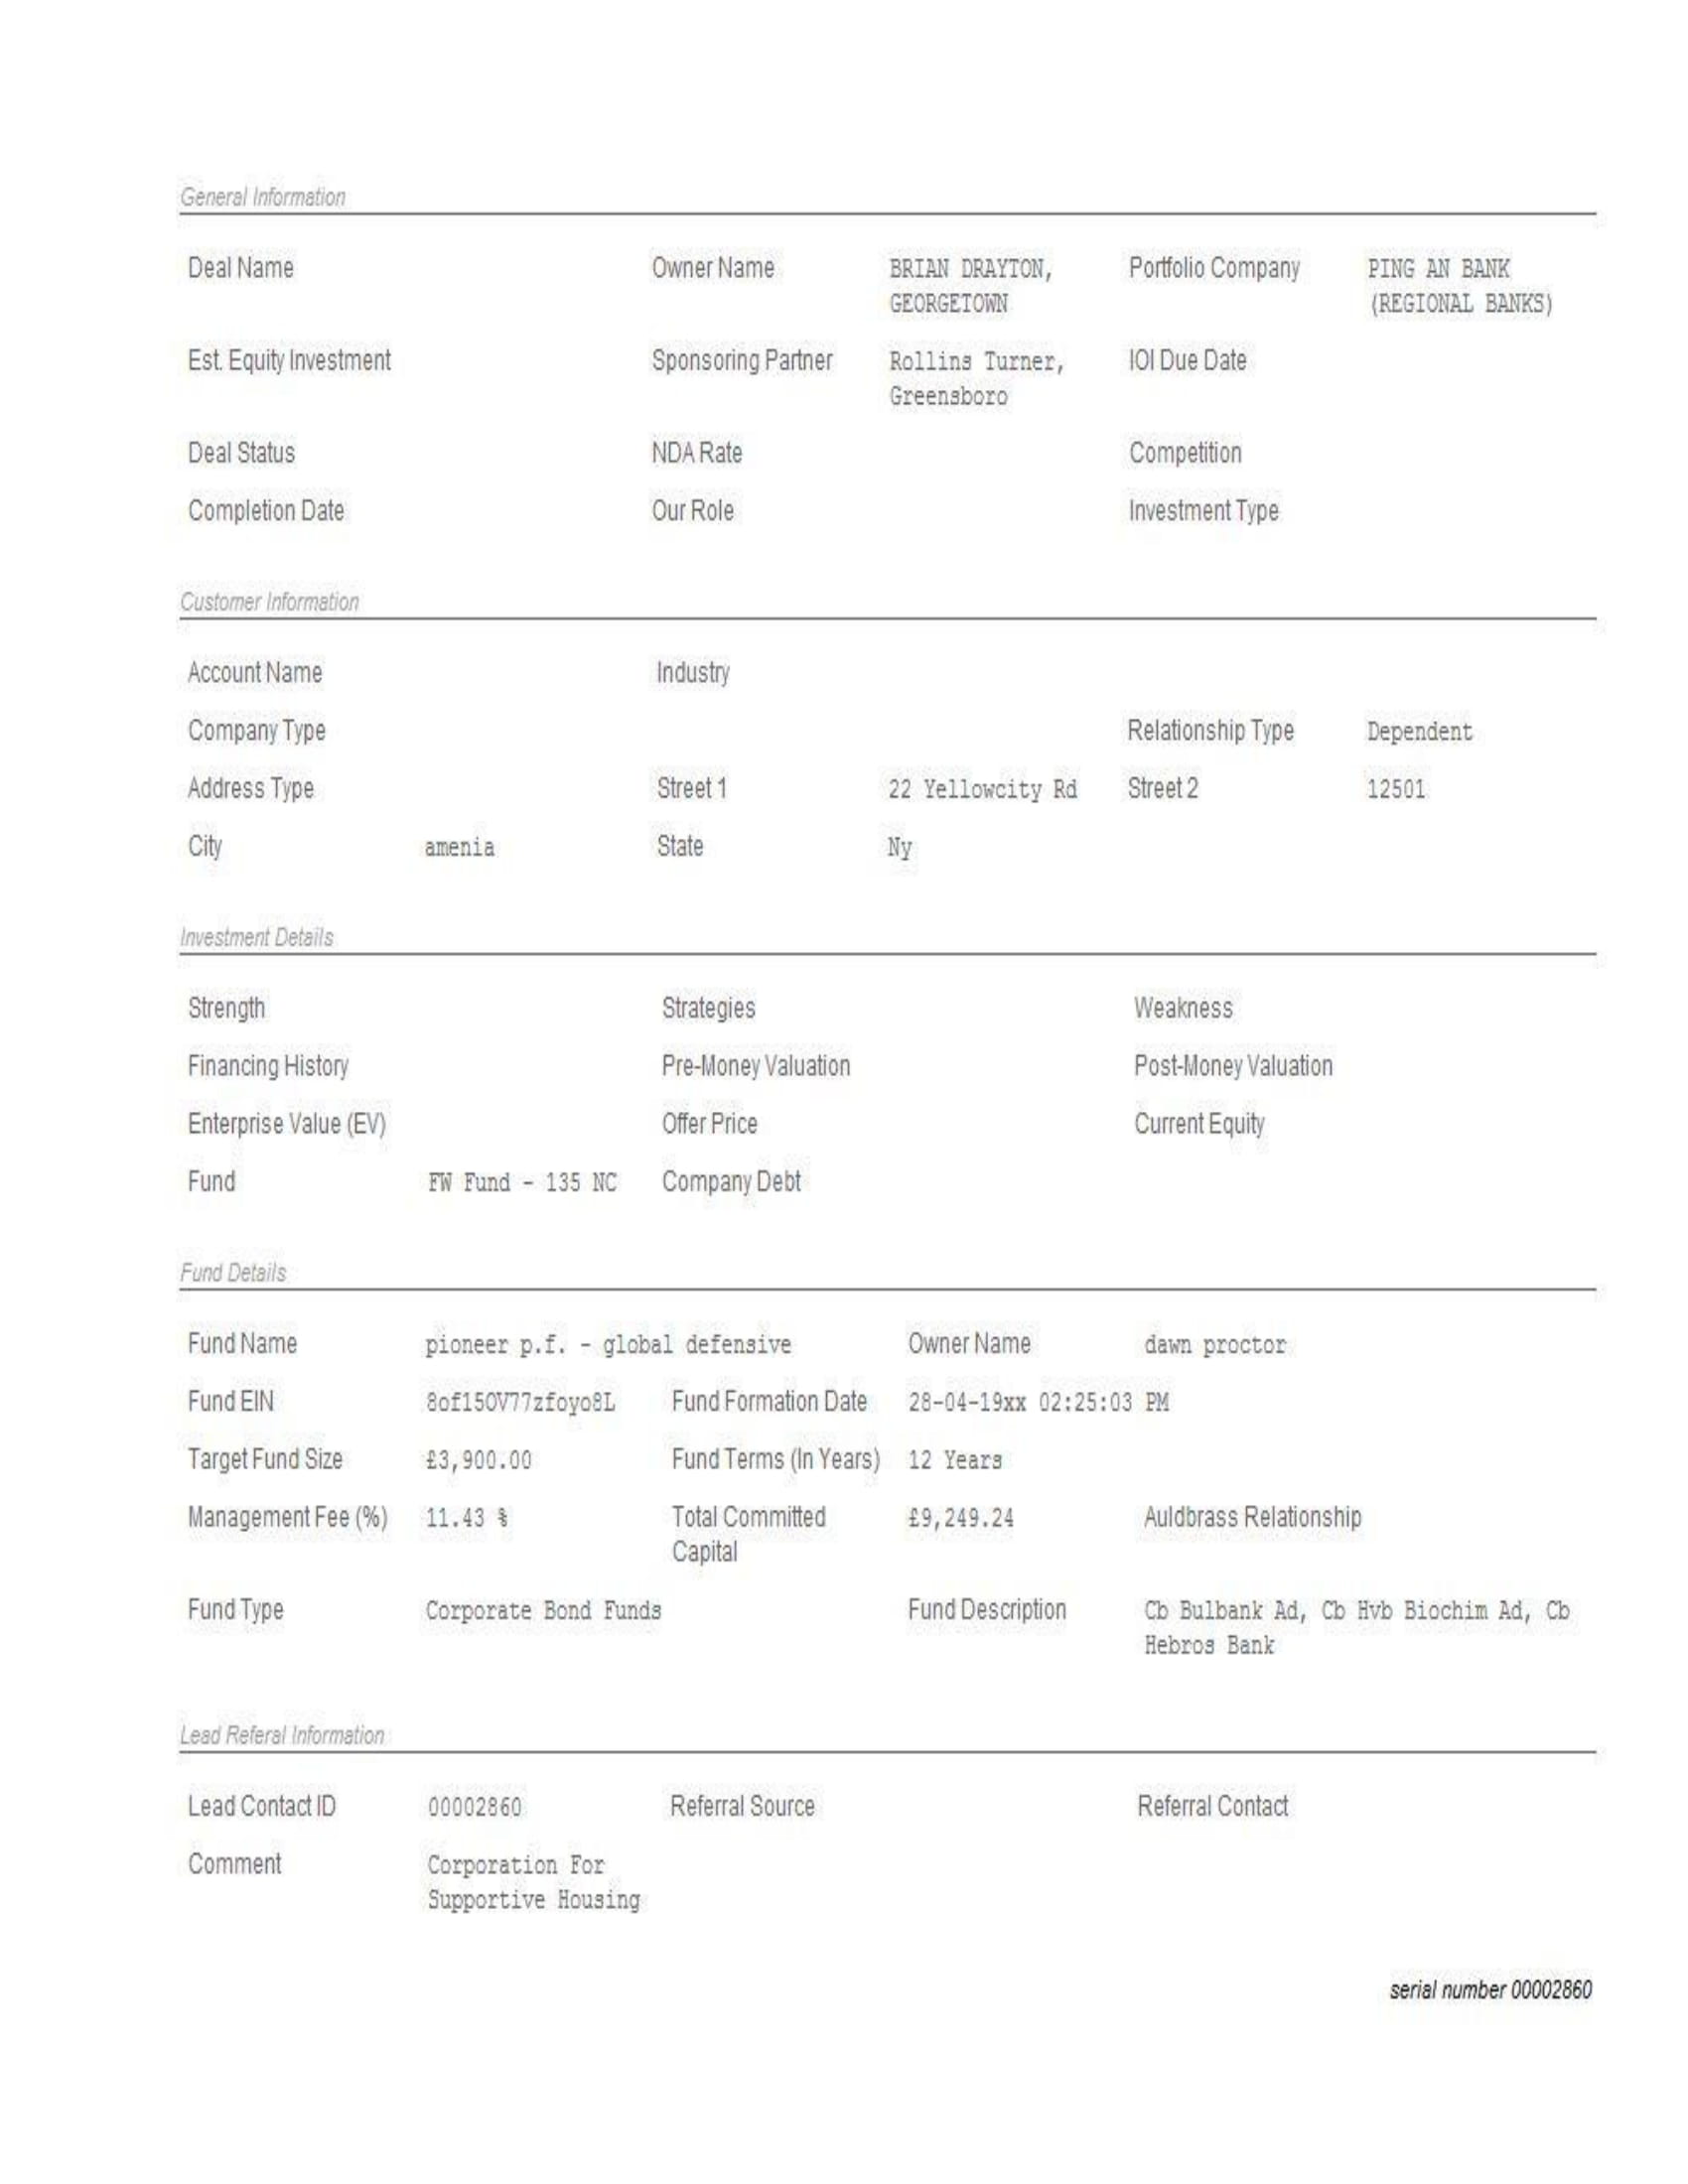 General Information
Deal Name Owner Name BRIAN DRAYTON, Portfolio Company PING AN BANK
GEORGETOWN (REGIONAL BANKS)
Est. Equity Investment Sponsoring Partner Rollins Turner, IOI Due Date
Greensboro
Deal Status NDA Rate Competition
Completion Date Our Role Investment Type
Customer Information
Account Name Industry
Company Type Relationship Type Dependent
Address Type Street 1 22 Yellowcity Rd Street 2 12501
City amenia State Ny
Investment Details
Strength Strategies Weakness
Financing History Pre-Money Valuation Post-Money Valuation
Enterprise Value (EV) Offer Price Current Equity
Fund FW Fund - 135 NC Company Debt
Fund Details
Fund Name pioneer p.f. - global defensive Owner Name dawn proctor
Fund EIN 8of15OV77zfoyo8L Fund Formation Date 28-04-19xx 02:25:03 PM
Target Fund Size £3,900.00 Fund Terms (In Years) 12 Years
Management Fee (%) 11.43 % Total Committed £9,249.24 Auldbrass Relationship
Capital
Fund Type Corporate Bond Funds Fund Description Cb Bulbank Ad, Cb Hvb Biochim Ad, Cb
Hebros Bank
Lead Referal Information
Lead Contact ID 00002860 Referral Source Referral Contact
Comment Corporation For
Supportive Housing
serial number 00002860